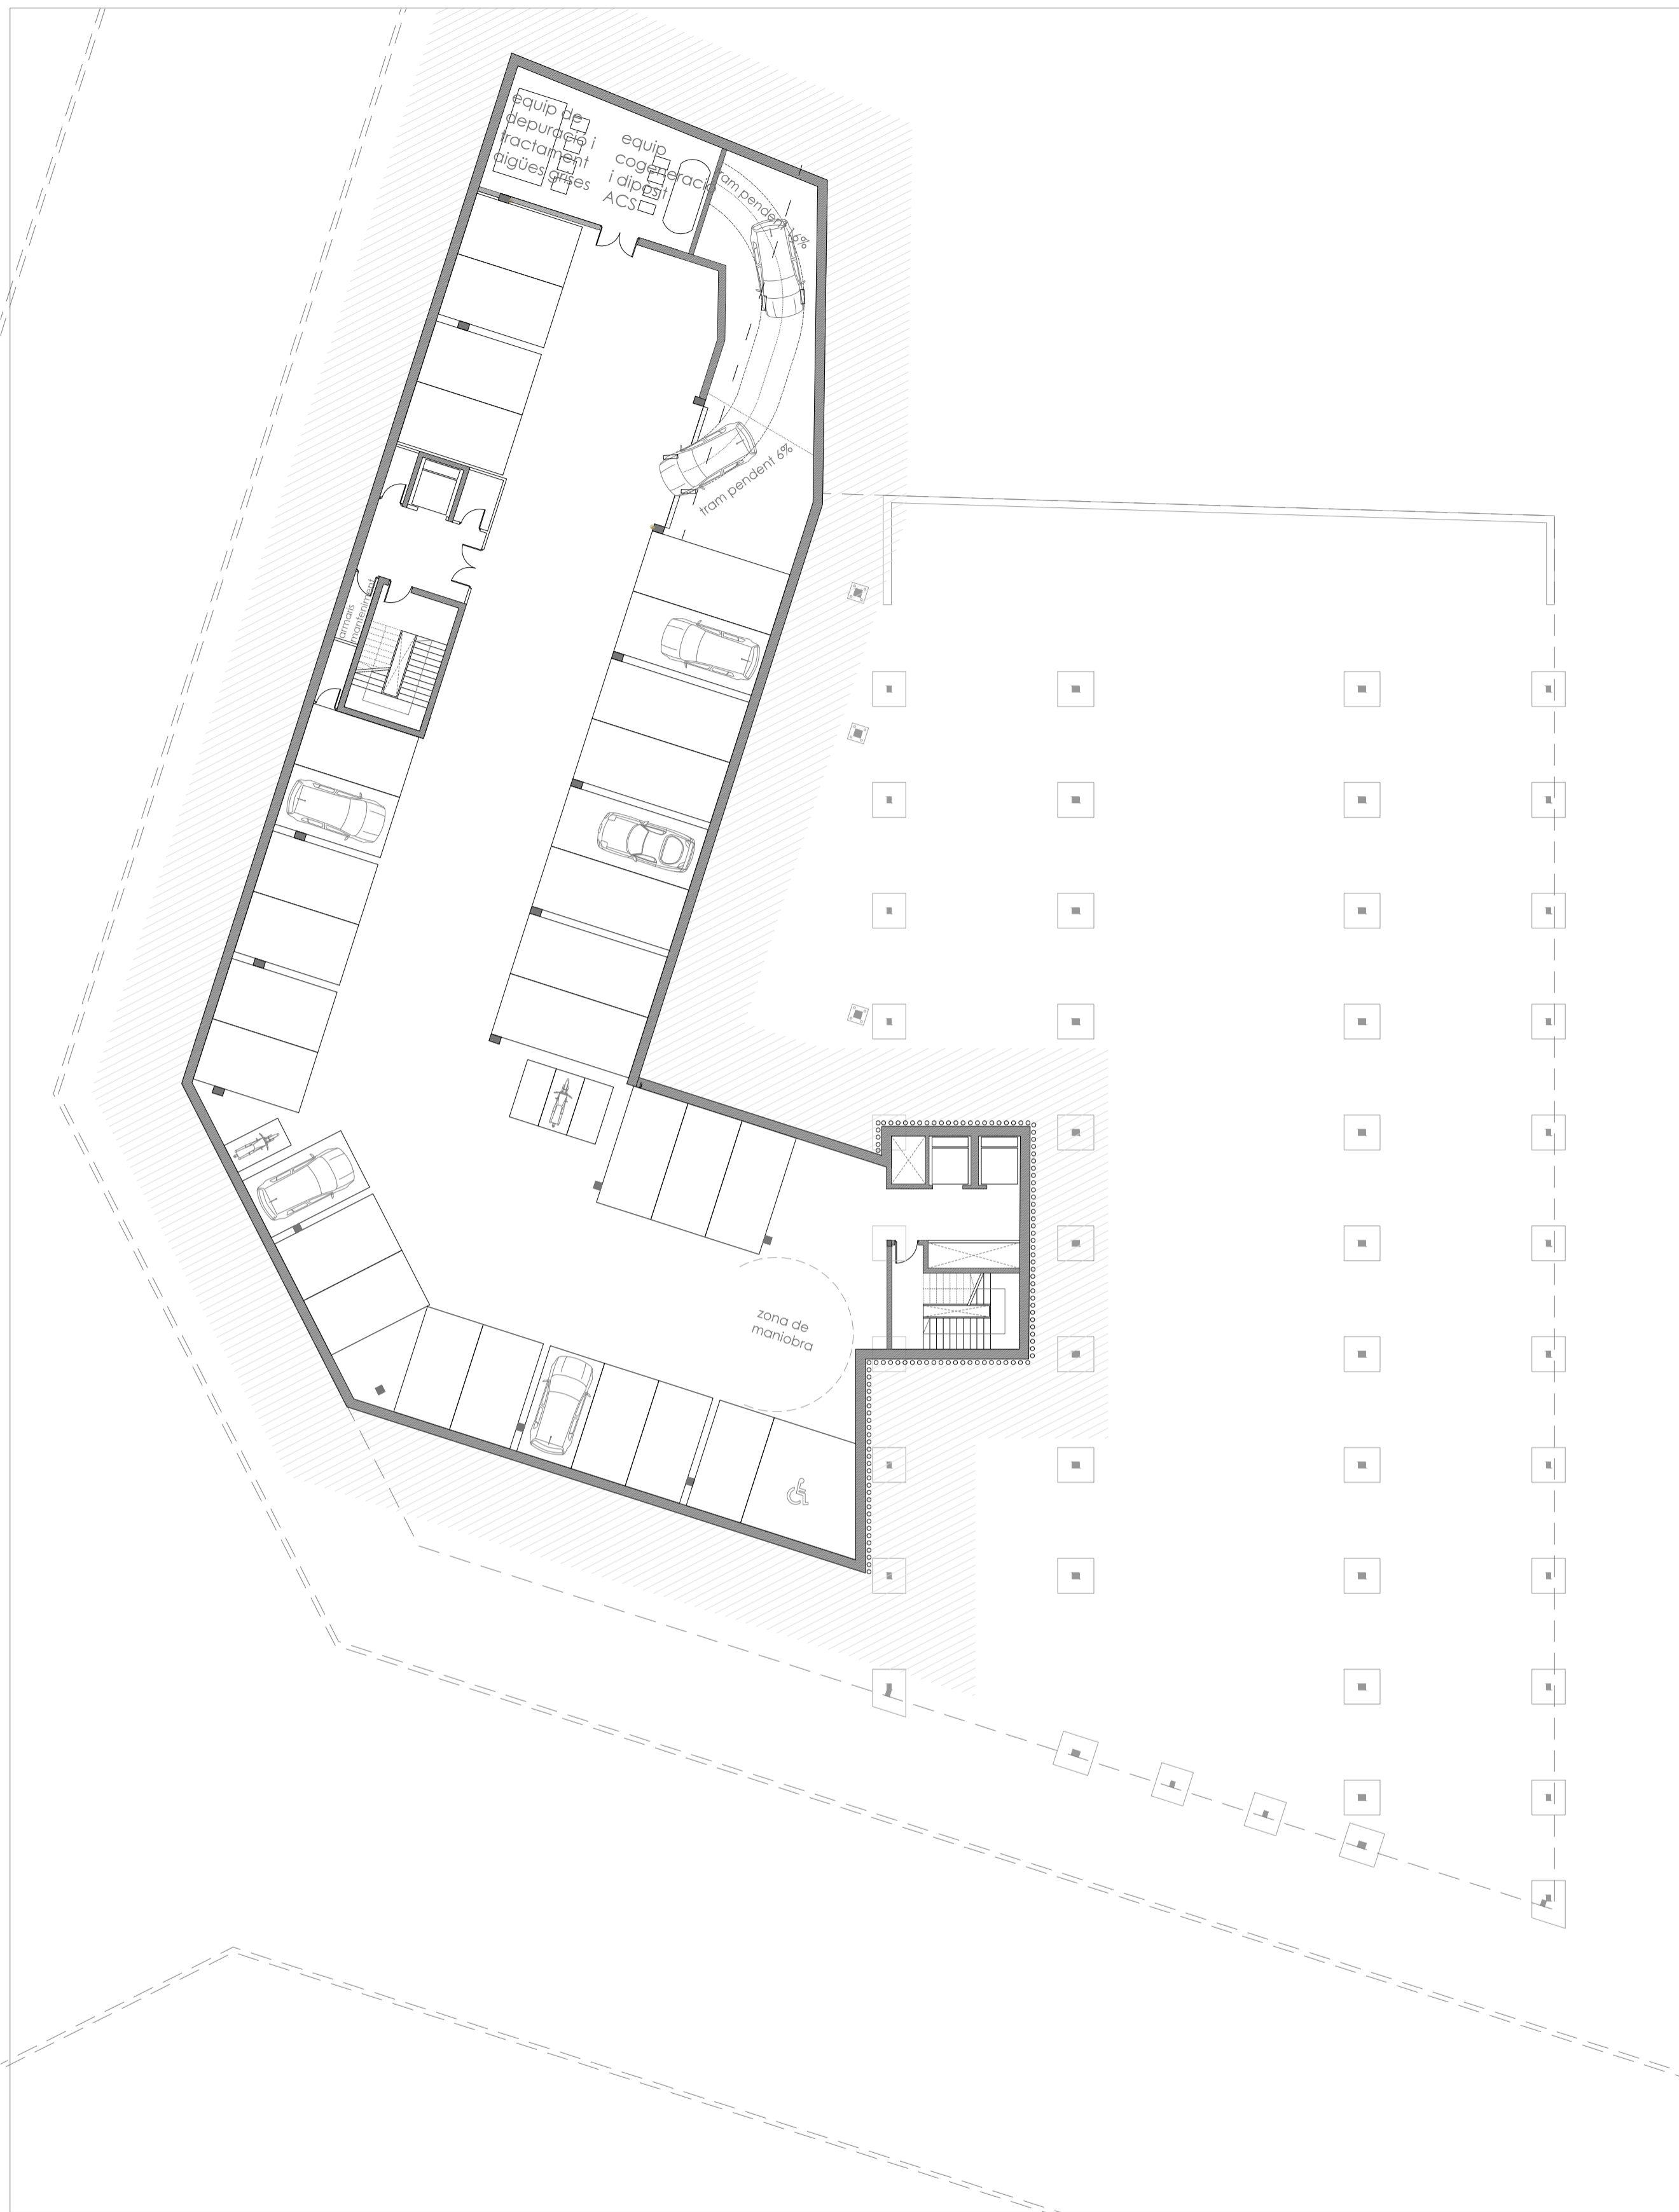 equip de
depuració i
tractament
aigües grises
equip
cogeneració
i dipòsit
ACS
tram pendent 16%
tram pendent 6%
armaris
manteniment
zona de
maniobra